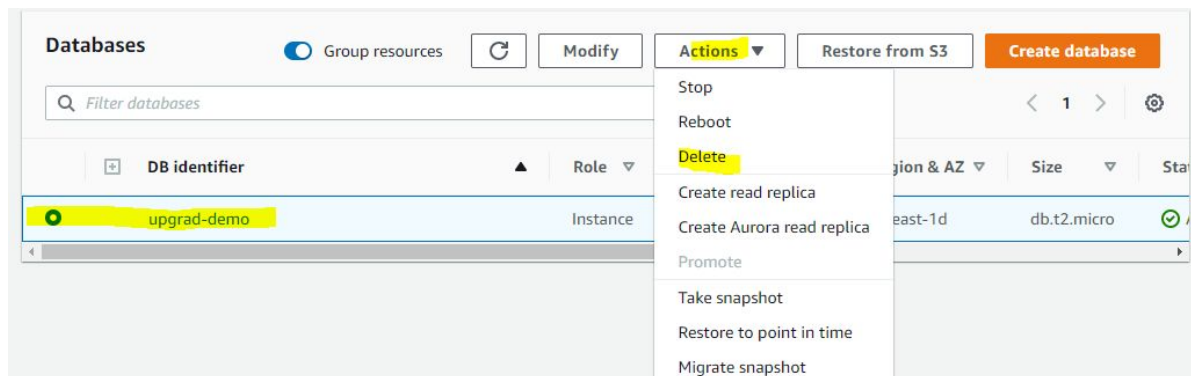 Databases Group resources Modify Actions Restore from S3 Create database
Filter databases 1
DB identifier Role gion & AZ Size Sta
upgrad-demo Instance east-1d db.t2.micro
Stop
Reboot
Delete
Create read replica
Create Aurora read replica
Promote
Take snapshot
Restore to point in time
Migrate snapshot